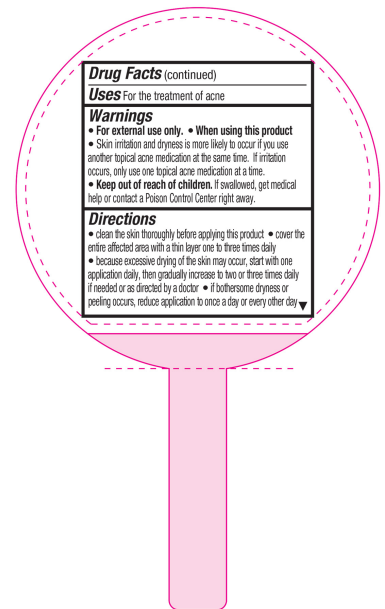 Drug Facts (continued)
Uses For the treatment of acne
Warnings
• For external use only. • When using this product
• Skin irritation and dryness is more likely to occur if you use
another topical acne medication at the same time. If irritation
occurs, only use one topical acne medication at a time.
• Keep out of reach of children. If swallowed, get medical
help or contact a Poison Control Center right away.
Directions
• clean the skin thoroughly before applying this product • cover the
entire affected area with a thin layer one to three times daily
• because excessive drying of the skin may occur, start with one
application daily, then gradually increase to two or three times daily
if needed or as directed by a doctor • if bothersome dryness or
peeling occurs, reduce application to once a day or every other day ▼